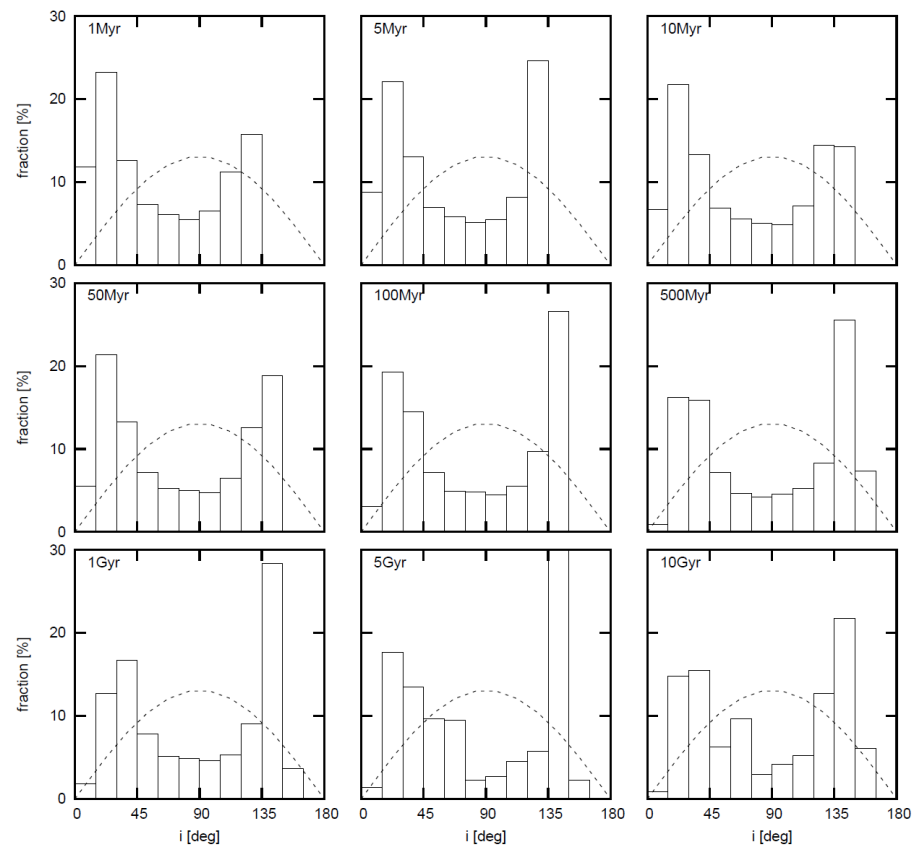 30
1Myr
5Myr
10Myr
20
fraction [%]
10
0
30
50Myr
100Myr
500Myr
20
fraction [%]
10
0
30
1Gyr
5Gyr
10Gyr
20
fraction [%]
10
0
0 45 90 135 180
45 90 135 180
45 90 135 180
i [deg]
i [deg]
i [deg]